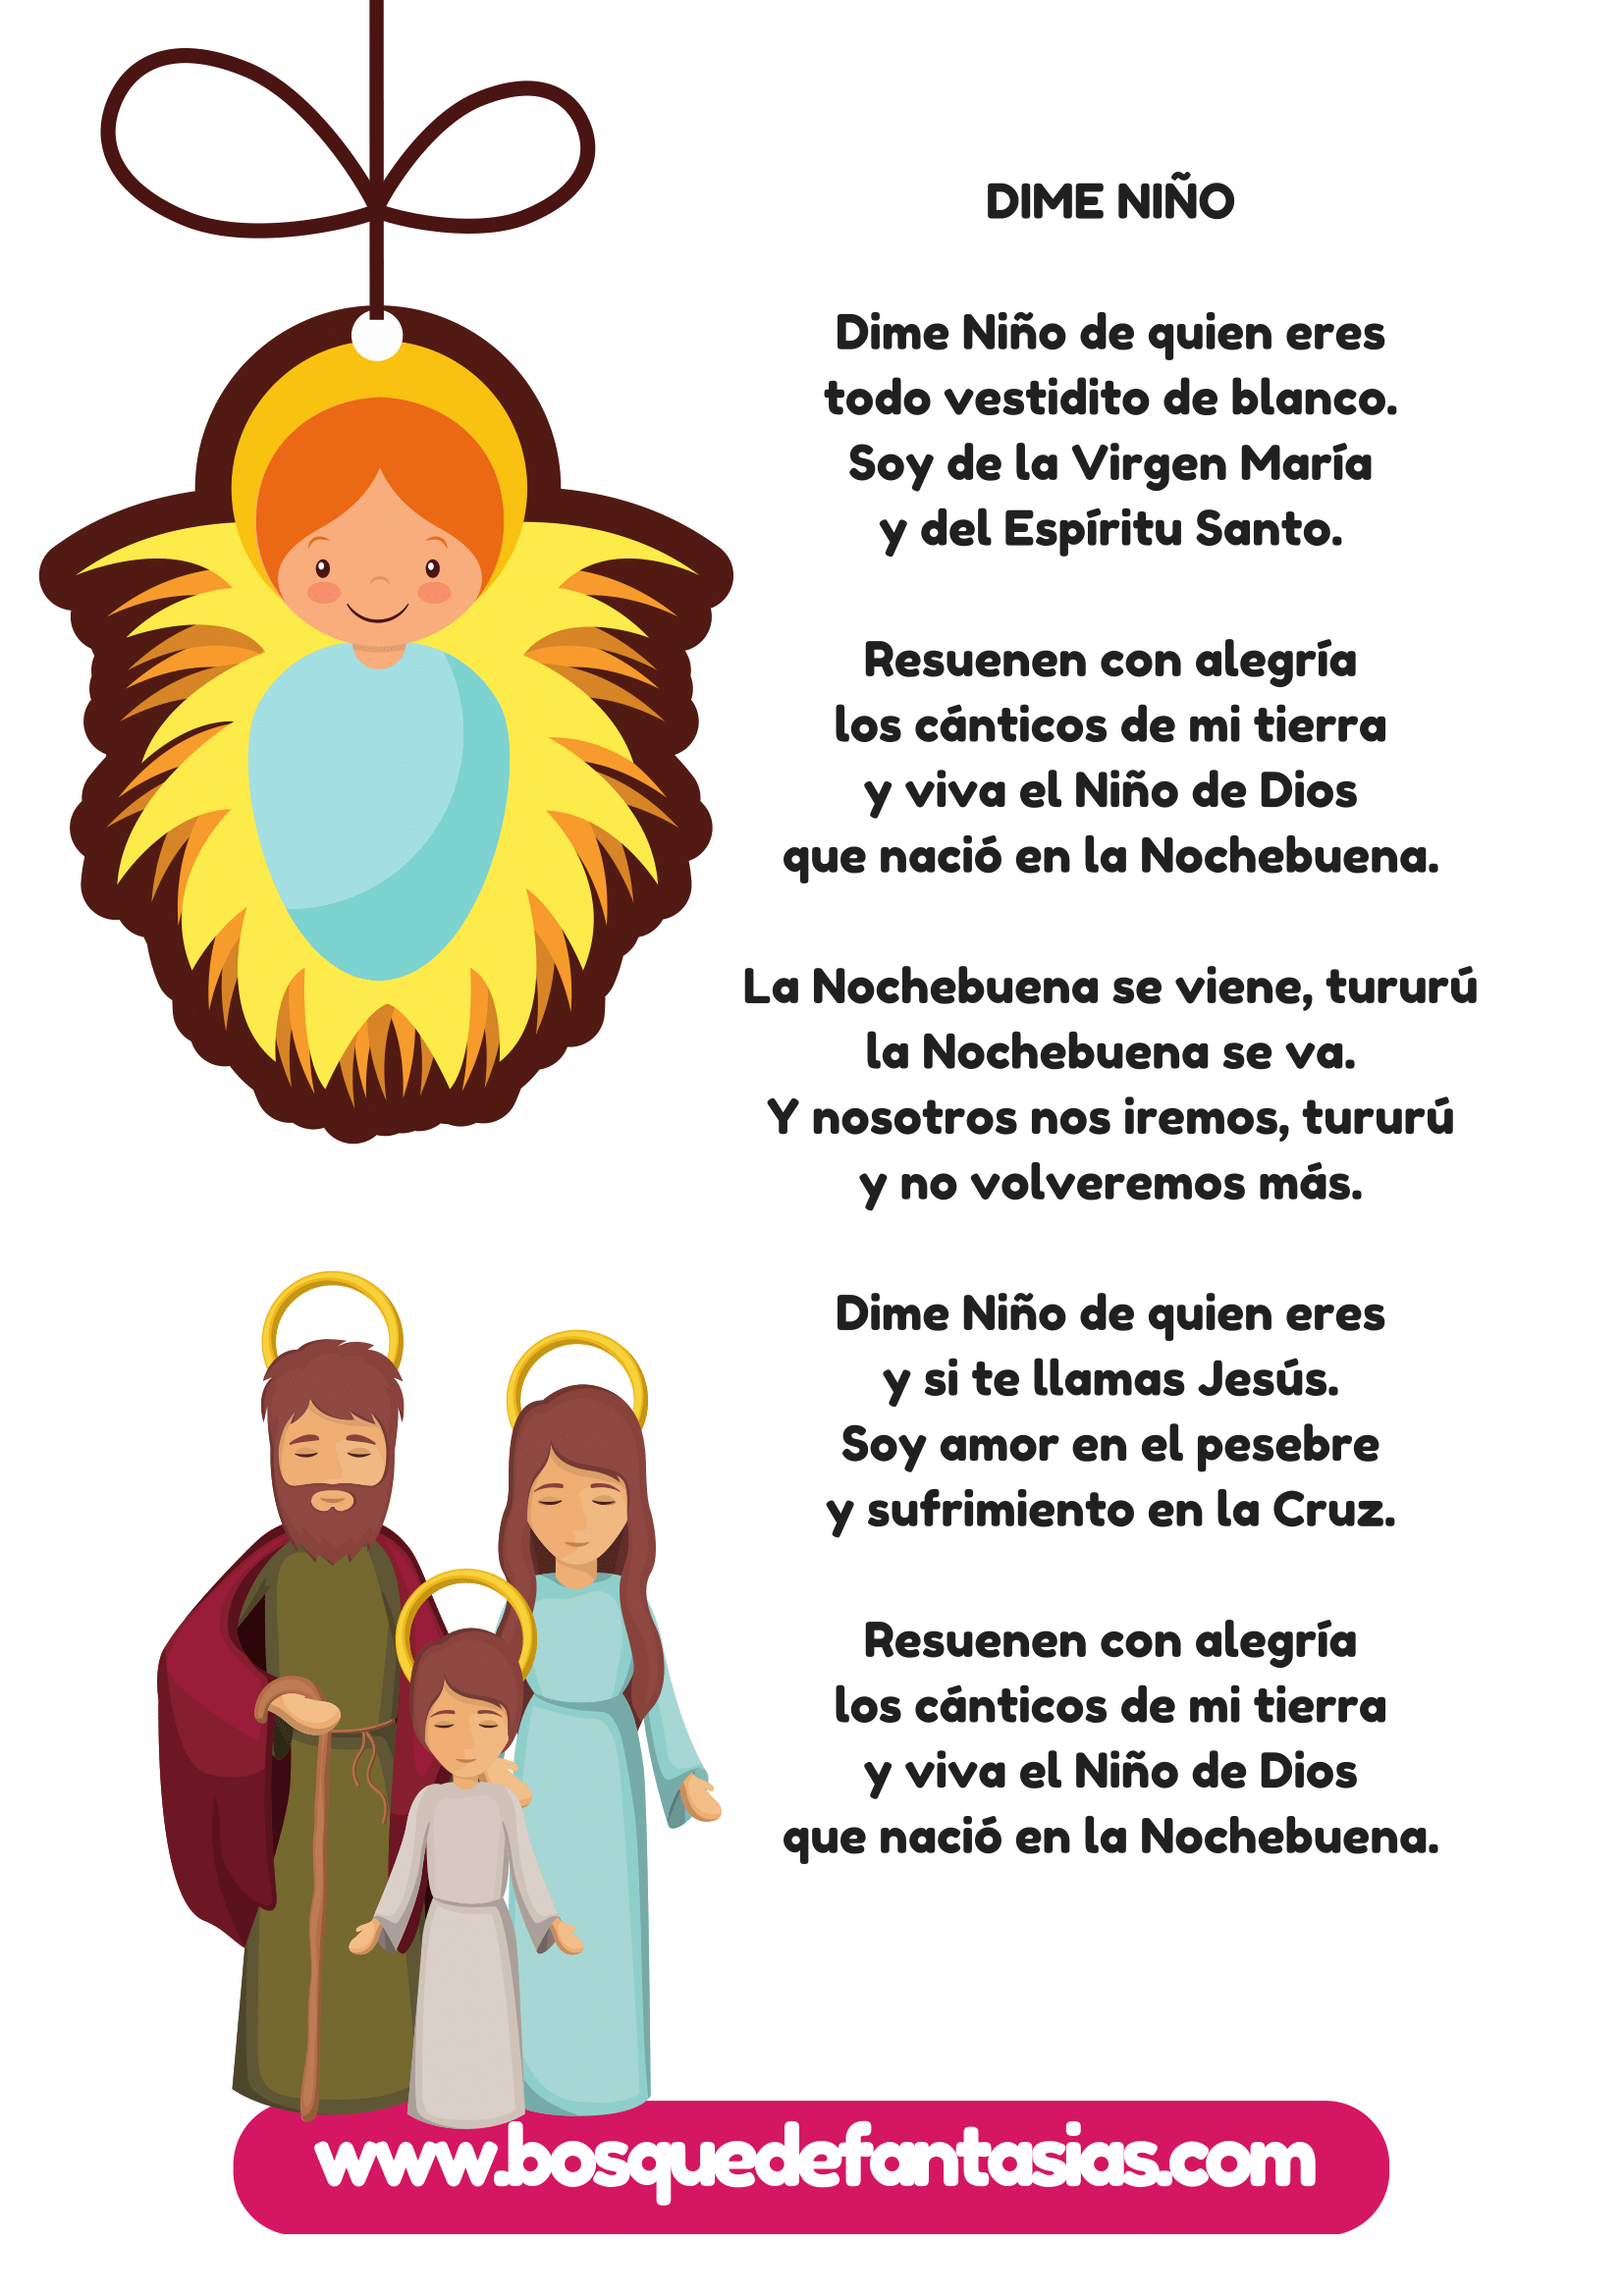 DIME NIÑO
Dime Niño de quien eres
todo vestidito de blanco.
Soy de la Virgen María
y del Espíritu Santo.
Resuenen con alegría
los cánticos de mi tierra
y viva el Niño de Dios
que nació en la Nochebuena.
La Nochebuena se viene, tururú
la Nochebuena se va.
Y nosotros nos iremos, tururú
y no volveremos más.
Dime Niño de quien eres
y si te llamas Jesús.
Soy amor en el pesebre
y sufrimiento en la Cruz.
Resuenen con alegría
los cánticos de mi tierra
y viva el Niño de Dios
que nació en la Nochebuena.
www.bosquedefantasias.com